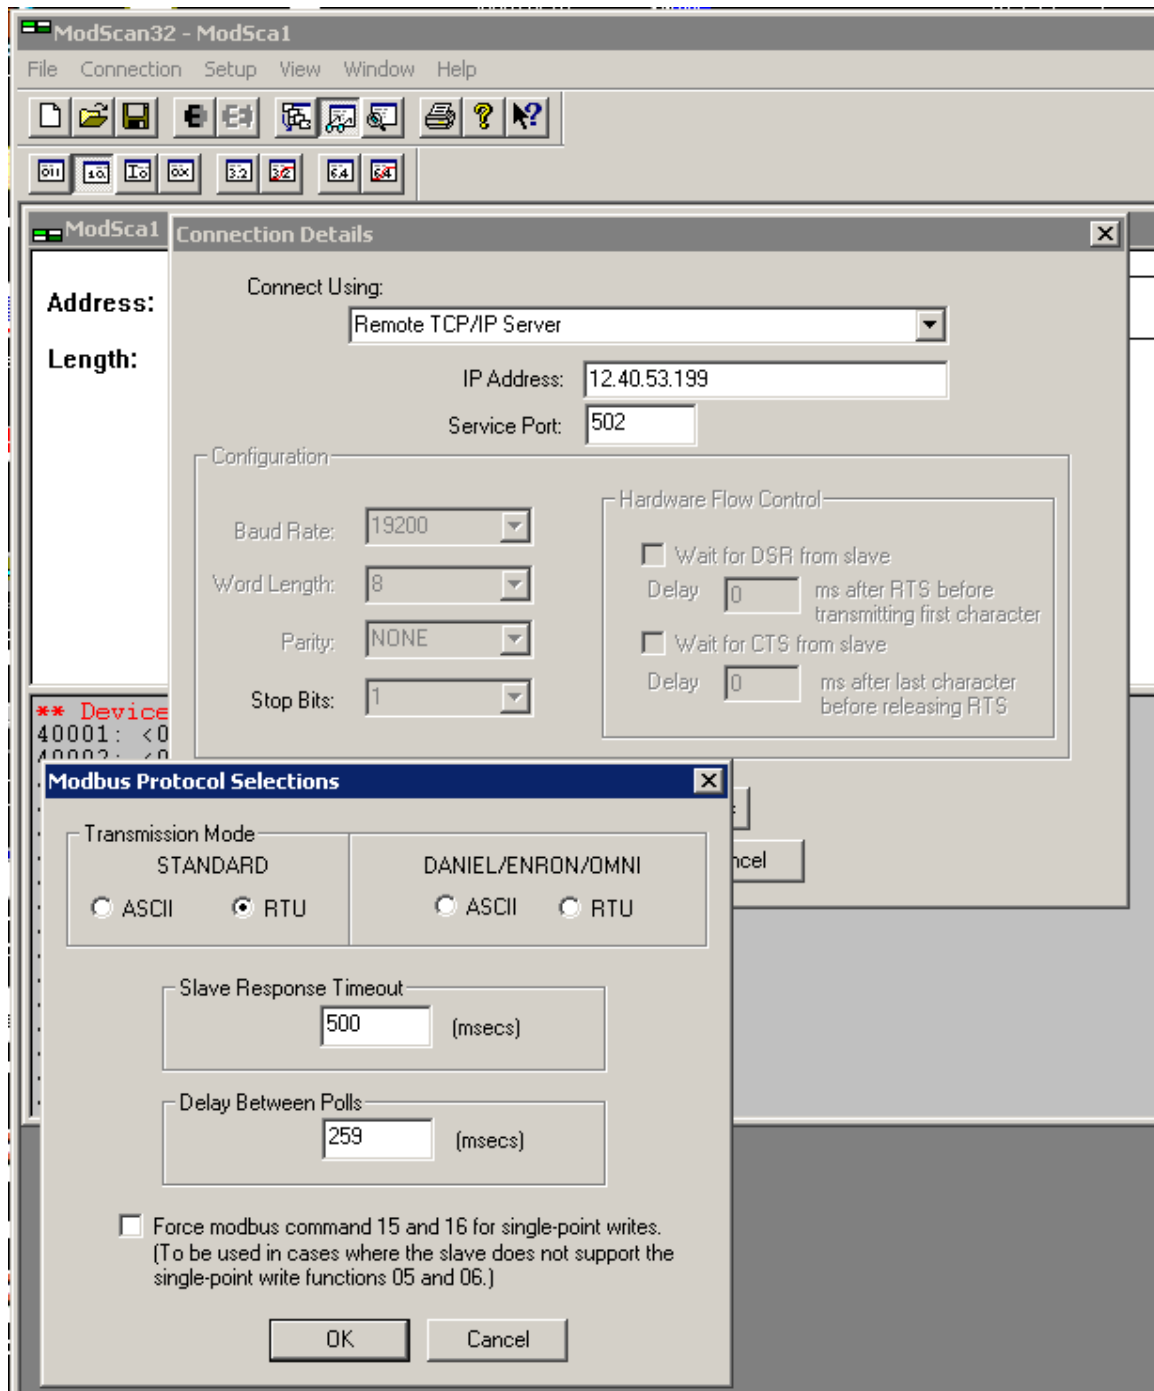 ModScan32 - ModSca1
File Connection Setup View Window Help
ModSca1
Connection Details
Address:
Length:
Connect Using:
Remote TCP/IP Server
IP Address: 12.40.53.199
Service Port: 502
Configuration
Baud Rate: 19200
Word Length: 8
Parity: NONE
Stop Bits: 1
Hardware Flow Control
Wait for DSR from slave
Delay 0 ms after RTS before
transmitting first character
Wait for CTS from slave
Delay 0 ms after last character
before releasing RTS
** Device
40001: <0
40002: <0
Modbus Protocol Selections
Transmission Mode
STANDARD DANIEL/ENRON/OMNI
ASCII RTU ASCII RTU
Slave Response Timeout
500 (msecs)
Delay Between Polls
259 (msecs)
Force modbus command 15 and 16 for single-point writes.
(To be used in cases where the slave does not support the
single-point write functions 05 and 06.)
OK Cancel
ncel